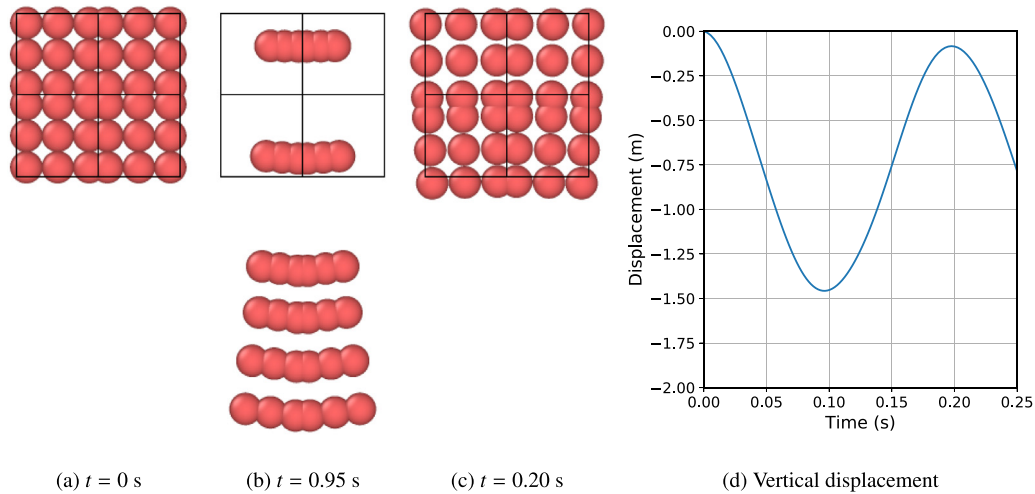 0.00
−0.25
−0.50
−0.75
−1.00
−1.25
−1.50
−1.75
−2.00
Displacement (m)
0.00 0.05 0.10 0.15 0.20 0.25
Time (s)
(a) t = 0 s (b) t = 0.95 s (c) t = 0.20 s (d) Vertical displacement